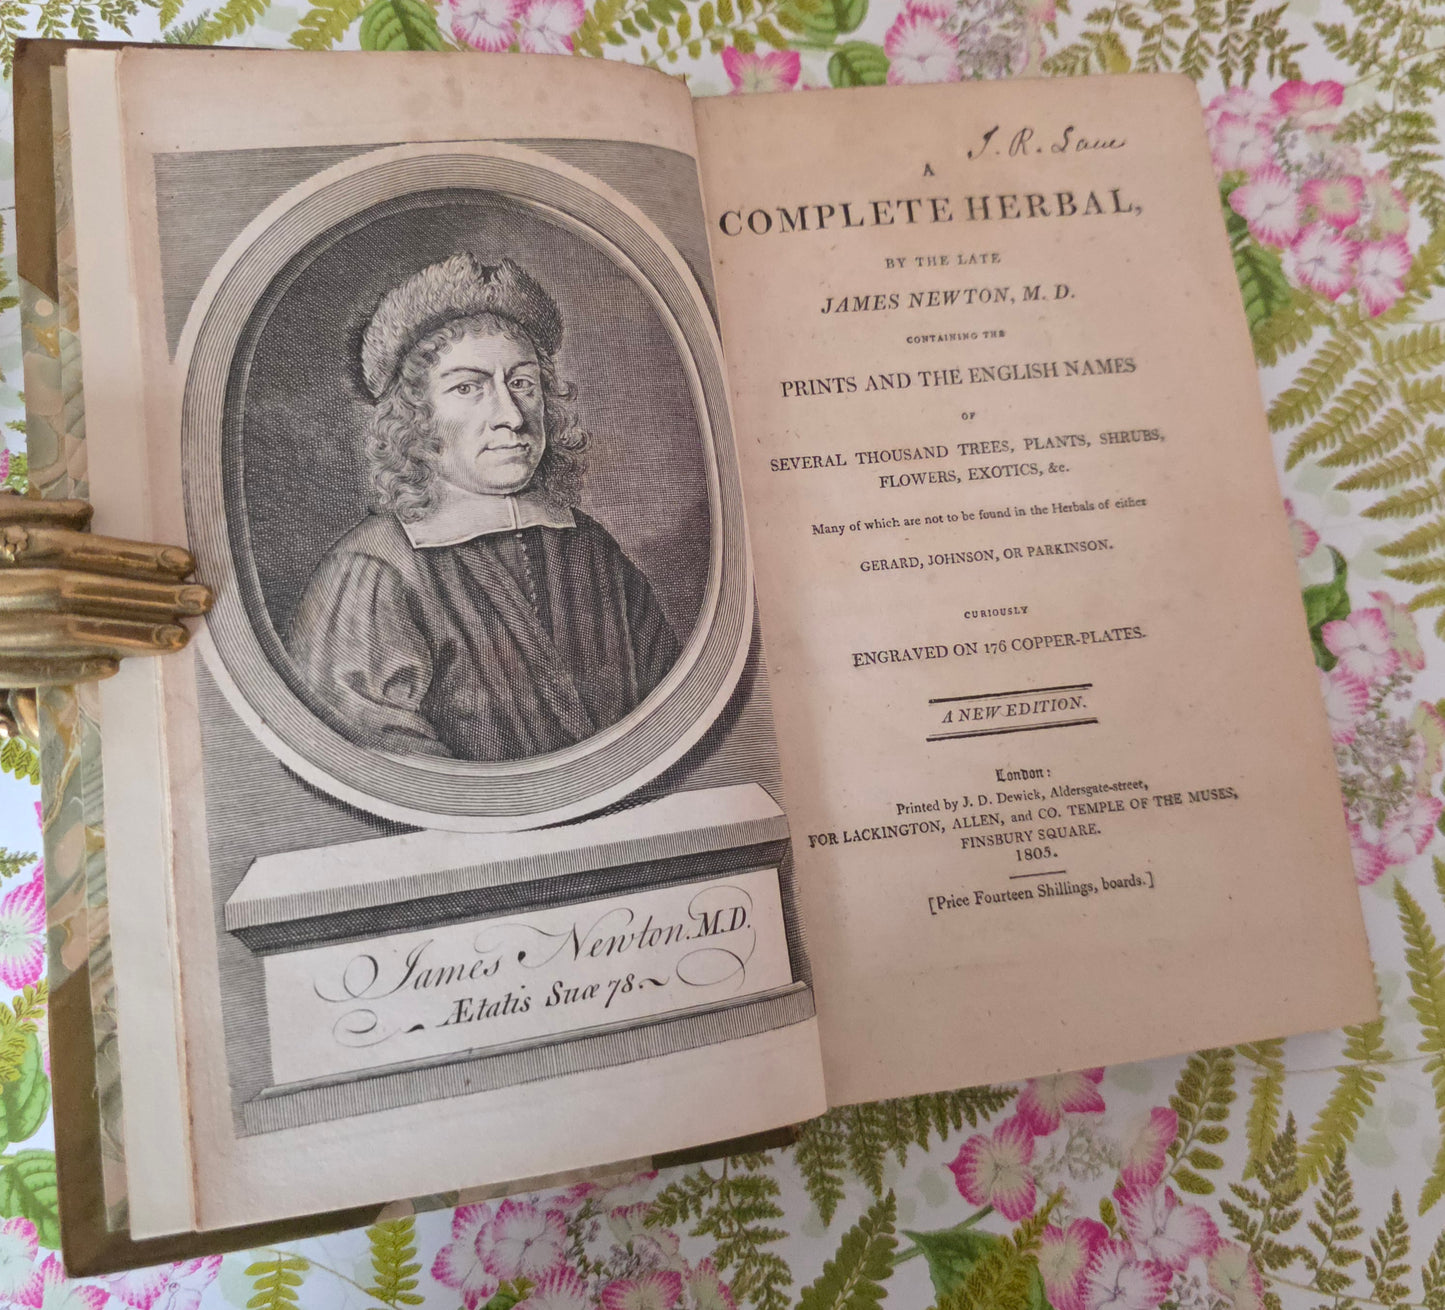 James Newton. M.D.
Ætatis Suæ 78.
J. R.
A
COMPLETE HERBAL,
BY THE LATE
JAMES NEWTON, M. D.
CONTAINING THE
PRINTS AND THE ENGLISH NAMES
OF
SEVERAL THOUSAND TREES, PLANTS, SHRUBS,
FLOWERS, EXOTICS, &c.
Many of which are not to be found in the Herbals of either
GERARD, JOHNSON, OR PARKINSON.
CURIOUSLY
ENGRAVED ON 176 COPPER-PLATES.
A NEW EDITION.
London:
Printed by J. D. Dewick, Aldersgate-street,
FOR LACKINGTON, ALLEN, and CO. TEMPLE OF THE MUSES,
FINSBURY SQUARE.
1805.
[Price Fourteen Shillings, boards.]